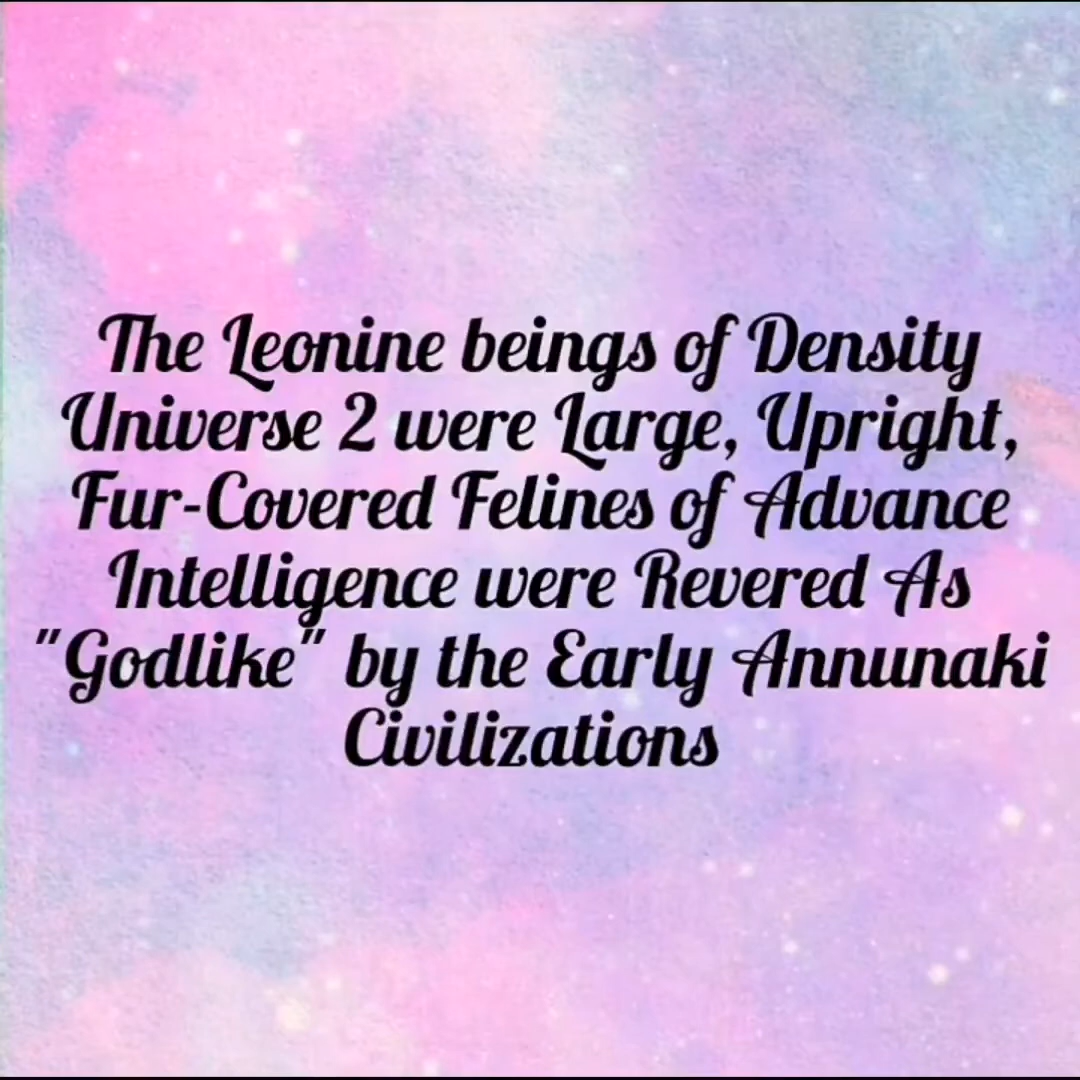 The Leonine beings of Density
Universe 2 were Large, Upright,
Fur-Covered Felines of Advance
Intelligence were Revered As
"Godlike" by the Early Annunaki
Civilizations